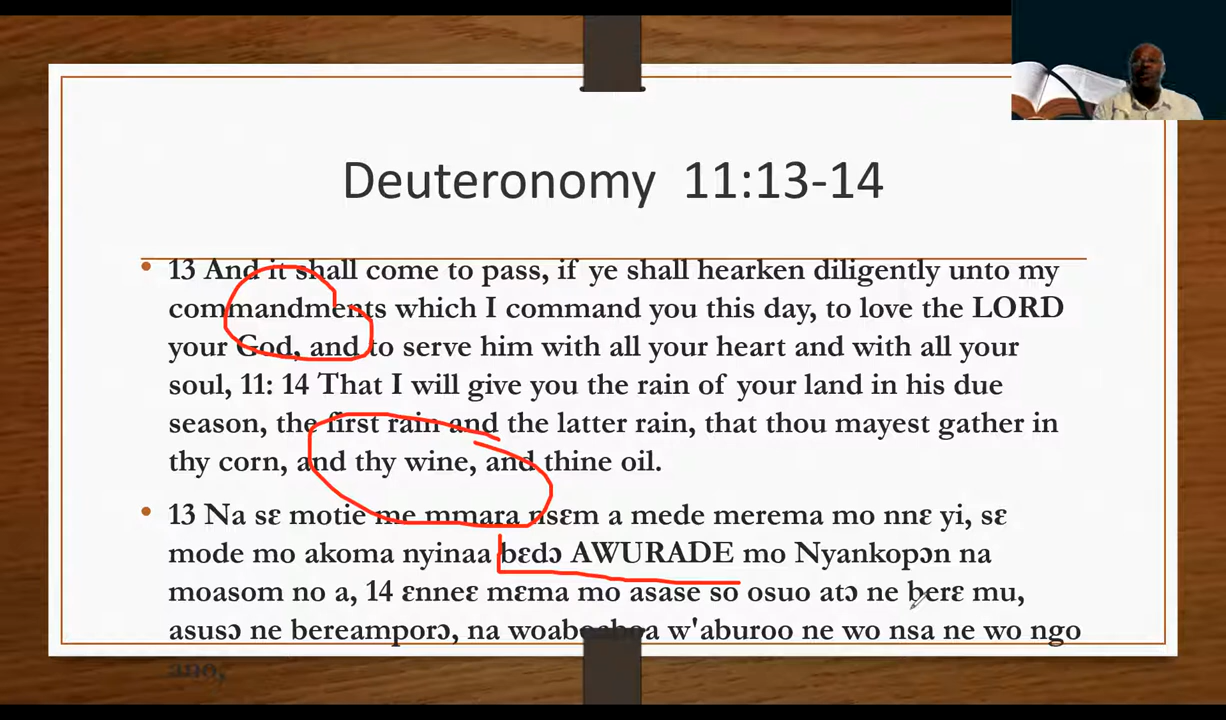 Deuteronomy 11:13-14
13 And it shall come to pass, if ye shall hearken diligently unto my
commandments which I command you this day, to love the LORD
your God, and to serve him with all your heart and with all your
soul, 11: 14 That I will give you the rain of your land in his due
season, the first rain and the latter rain, that thou mayest gather in
thy corn, and thy wine, and thine oil.
13 Na sɛ motie me mmara nsɛm a mede merema mo nnɛ yi, sɛ
mode mo akoma nyinaa bɛdɔ AWURADE mo Nyankopɔn na
moasom no a, 14 ɛnneɛ mɛma mo asase so osuo atɔ ne berɛ mu,
asusɔ ne bereamporɔ, na woaboaboa w'aburoo ne wo nsa ne wo ngo
ano,